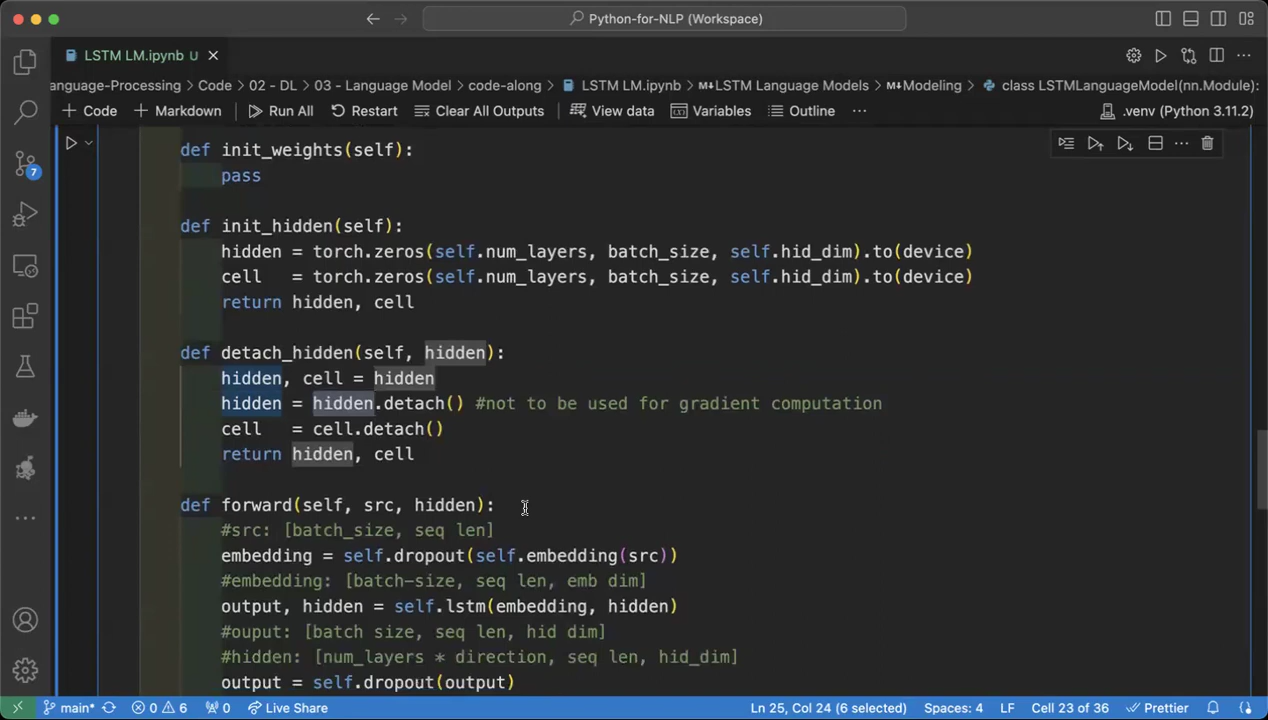 Python-for-NLP (Workspace)
LSTM LM.ipynb U
anguage-Processing > Code > 02 - DL > 03 - Language Model > code-along > LSTM LM.ipynb > LSTM Language Models > Modeling > class LSTMLanguageModel(nn.Module):
+ Code + Markdown Run All Restart Clear All Outputs View data Variables Outline ... .venv (Python 3.11.2)
def init_weights(self):
pass
def init_hidden(self):
hidden = torch.zeros(self.num_layers, batch_size, self.hid_dim).to(device)
cell   = torch.zeros(self.num_layers, batch_size, self.hid_dim).to(device)
return hidden, cell
def detach_hidden(self, hidden):
hidden, cell = hidden
hidden = hidden.detach() #not to be used for gradient computation
cell   = cell.detach()
return hidden, cell
def forward(self, src, hidden):
#src: [batch_size, seq len]
embedding = self.dropout(self.embedding(src))
#embedding: [batch-size, seq len, emb dim]
output, hidden = self.lstm(embedding, hidden)
#ouput: [batch size, seq len, hid dim]
#hidden: [num_layers * direction, seq len, hid_dim]
output = self.dropout(output)
7
main* 0 6 0 Live Share Ln 25, Col 24 (6 selected) Spaces: 4 LF Cell 23 of 36 Prettier